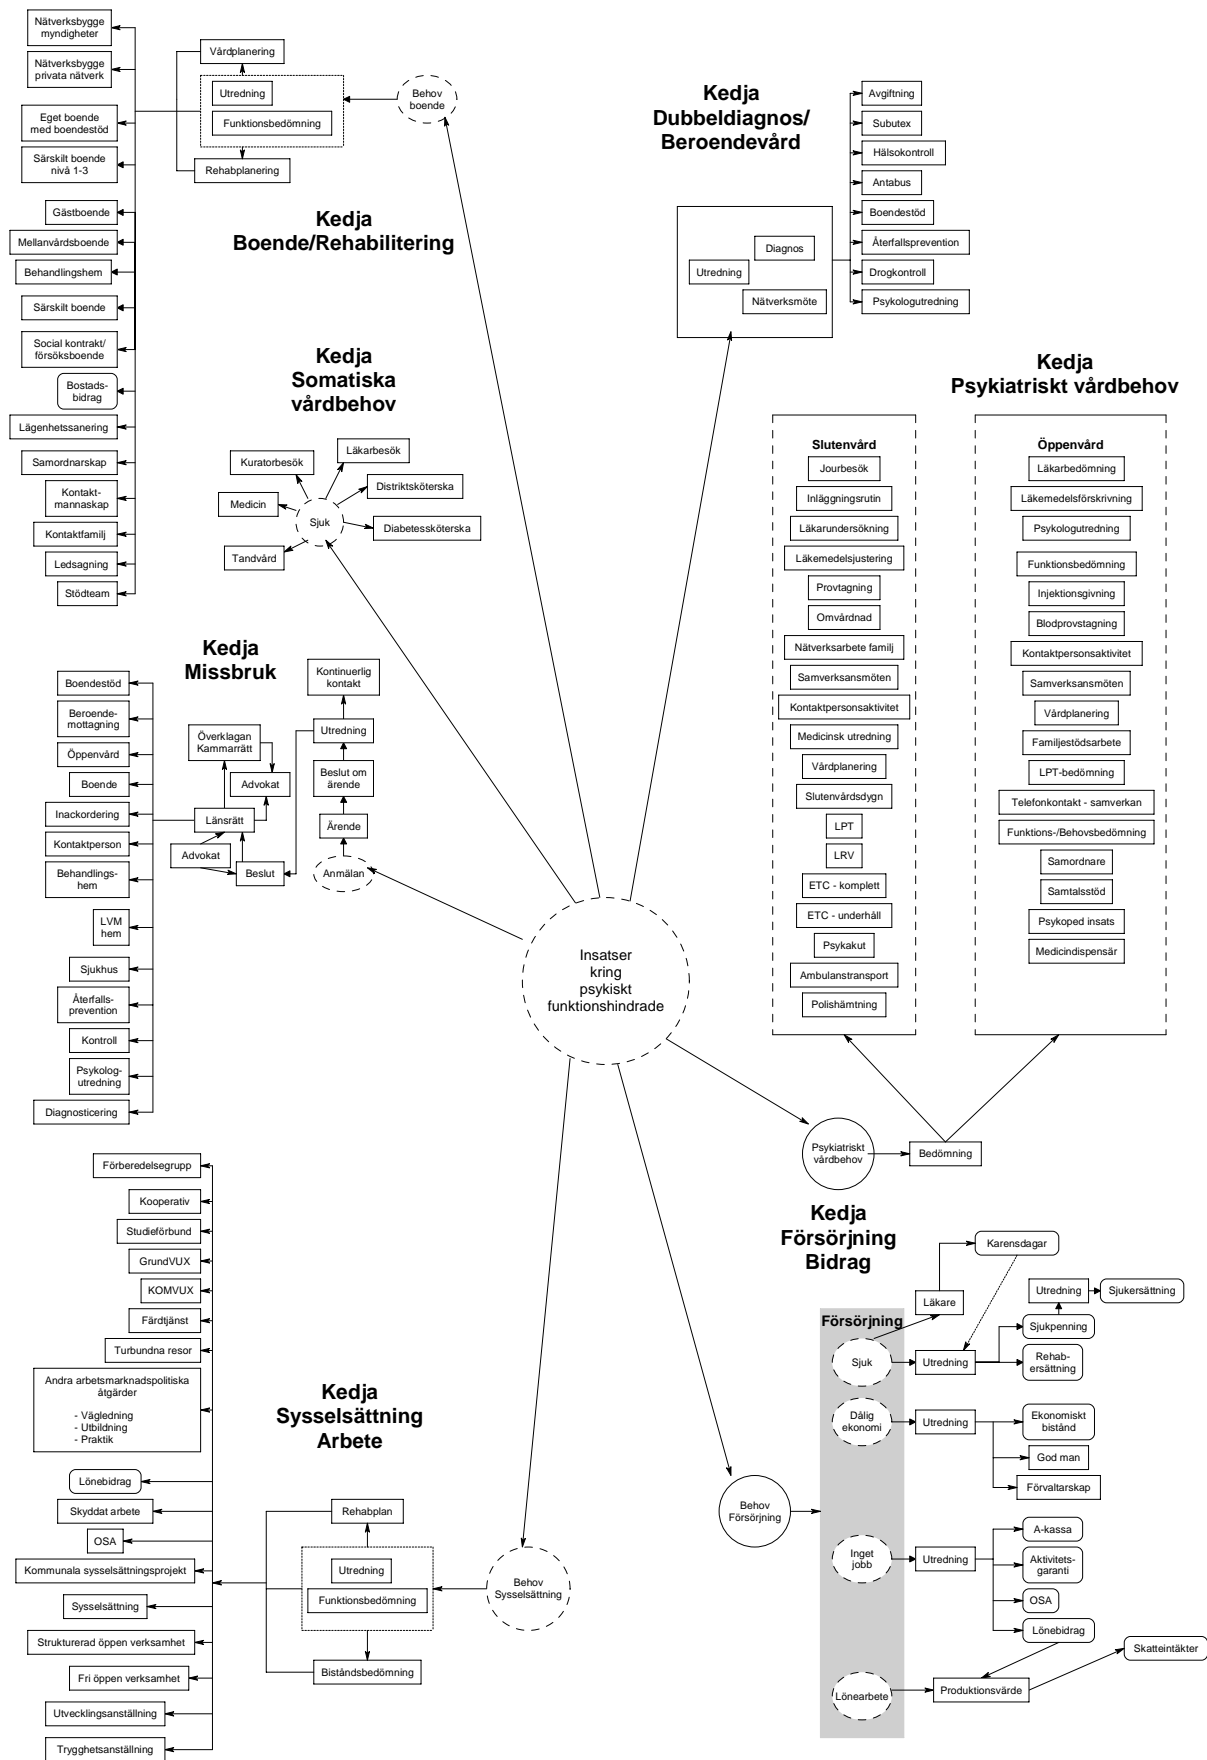 Nätverksbygge
myndigheter
Nätverksbygge
privata nätverk
Eget boende
med boendestöd
Särskilt boende
nivå 1-3
Gästboende
Mellanvårdsboende
Behandlingshem
Särskilt boende
Social kontrakt/
försöksboende
Bostads-
bidrag
Lägenhetssanering
Samordnarskap
Kontakt-
mannaskap
Kontaktfamilj
Ledsagning
Stödteam
Vårdplanering
Utredning
Funktionsbedömning
Rehabplanering
Behov
boende
Kedja
Boende/Rehabilitering
Kedja
Dubbeldiagnos/
Beroendevård
Diagnos
Utredning
Nätverksmöte
Avgiftning
Subutex
Hälsokontroll
Antabus
Boendestöd
Återfallsprevention
Drogkontroll
Psykologutredning
Kedja
Somatiska
vårdbehov
Kuratorbesök
Läkarbesök
Distriktsköterska
Medicin
Sjuk
Diabetessköterska
Tandvård
Kedja
Psykiatriskt vårdbehov
Slutenvård
Jourbesök
Inläggningsrutin
Läkarundersökning
Läkemedelsjustering
Provtagning
Omvårdnad
Nätverksarbete familj
Samverksansmöten
Kontaktpersonsaktivitet
Medicinsk utredning
Vårdplanering
Slutenvårdsdygn
LPT
LRV
ETC - komplett
ETC - underhåll
Psykakut
Ambulanstransport
Polishämtning
Öppenvård
Läkarbedömning
Läkemedelsförskrivning
Psykologutredning
Funktionsbedömning
Injektionsgivning
Blodprovstagning
Kontaktpersonsaktivitet
Samverksansmöten
Vårdplanering
Familjestödsarbete
LPT-bedömning
Telefonkontakt - samverkan
Funktions-/Behovsbedömning
Samordnare
Samtalsstöd
Psykoped insats
Medicindispensär
Kedja
Missbruk
Boendestöd
Beroende-
mottagning
Öppenvård
Boende
Inackordering
Kontaktperson
Behandlings-
hem
LVM
hem
Sjukhus
Återfalls-
prevention
Kontroll
Psykolog-
utredning
Diagnosticering
Överklagan
Kammarrätt
Advokat
Länsrätt
Advokat
Beslut
Kontinuerlig
kontakt
Utredning
Beslut om
ärende
Ärende
Anmälan
Insatser
kring
psykiskt
funktionshindrade
Psykiatriskt
vårdbehov
Bedömning
Förberedelsegrupp
Kooperativ
Studieförbund
GrundVUX
KOMVUX
Färdtjänst
Turbundna resor
Andra arbetsmarknadspolitiska
åtgärder
- Vägledning
- Utbildning
- Praktik
Lönebidrag
Skyddat arbete
OSA
Kommunala sysselsättningsprojekt
Sysselsättning
Strukturerad öppen verksamhet
Fri öppen verksamhet
Utvecklingsanställning
Trygghetsanställning
Kedja
Sysselsättning
Arbete
Rehabplan
Utredning
Funktionsbedömning
Biståndsbedömning
Behov
Sysselsättning
Kedja
Försörjning
Bidrag
Behov
Försörjning
Försörjning
Karensdagar
Läkare
Utredning
Sjukersättning
Sjukpenning
Sjuk
Utredning
Rehab-
ersättning
Dålig
ekonomi
Utredning
Ekonomiskt
bistånd
God man
Förvaltarskap
Inget
jobb
Utredning
A-kassa
Aktivitets-
garanti
OSA
Lönebidrag
Skatteintäkter
Lönearbete
Produktionsvärde